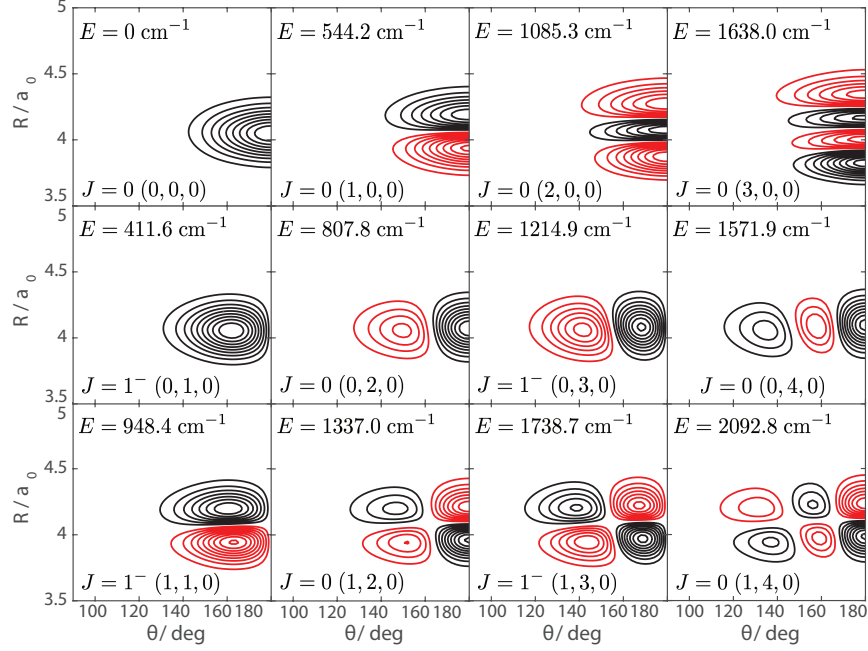 5
E = 0 cm⁻¹
E = 544.2 cm⁻¹
E = 1085.3 cm⁻¹
E = 1638.0 cm⁻¹
4.5
R / a₀
4
J = 0 (0, 0, 0)
J = 0 (1, 0, 0)
J = 0 (2, 0, 0)
J = 0 (3, 0, 0)
3.5
5
E = 411.6 cm⁻¹
E = 807.8 cm⁻¹
E = 1214.9 cm⁻¹
E = 1571.9 cm⁻¹
4.5
R / a₀
4
J = 1⁻ (0, 1, 0)
J = 0 (0, 2, 0)
J = 1⁻ (0, 3, 0)
J = 0 (0, 4, 0)
3.5
5
E = 948.4 cm⁻¹
E = 1337.0 cm⁻¹
E = 1738.7 cm⁻¹
E = 2092.8 cm⁻¹
4.5
R / a₀
4
J = 1⁻ (1, 1, 0)
J = 0 (1, 2, 0)
J = 1⁻ (1, 3, 0)
J = 0 (1, 4, 0)
3.5
100 120 140 160 180
100 120 140 160 180
100 120 140 160 180
100 120 140 160 180
θ/ deg
θ/ deg
θ/ deg
θ/ deg